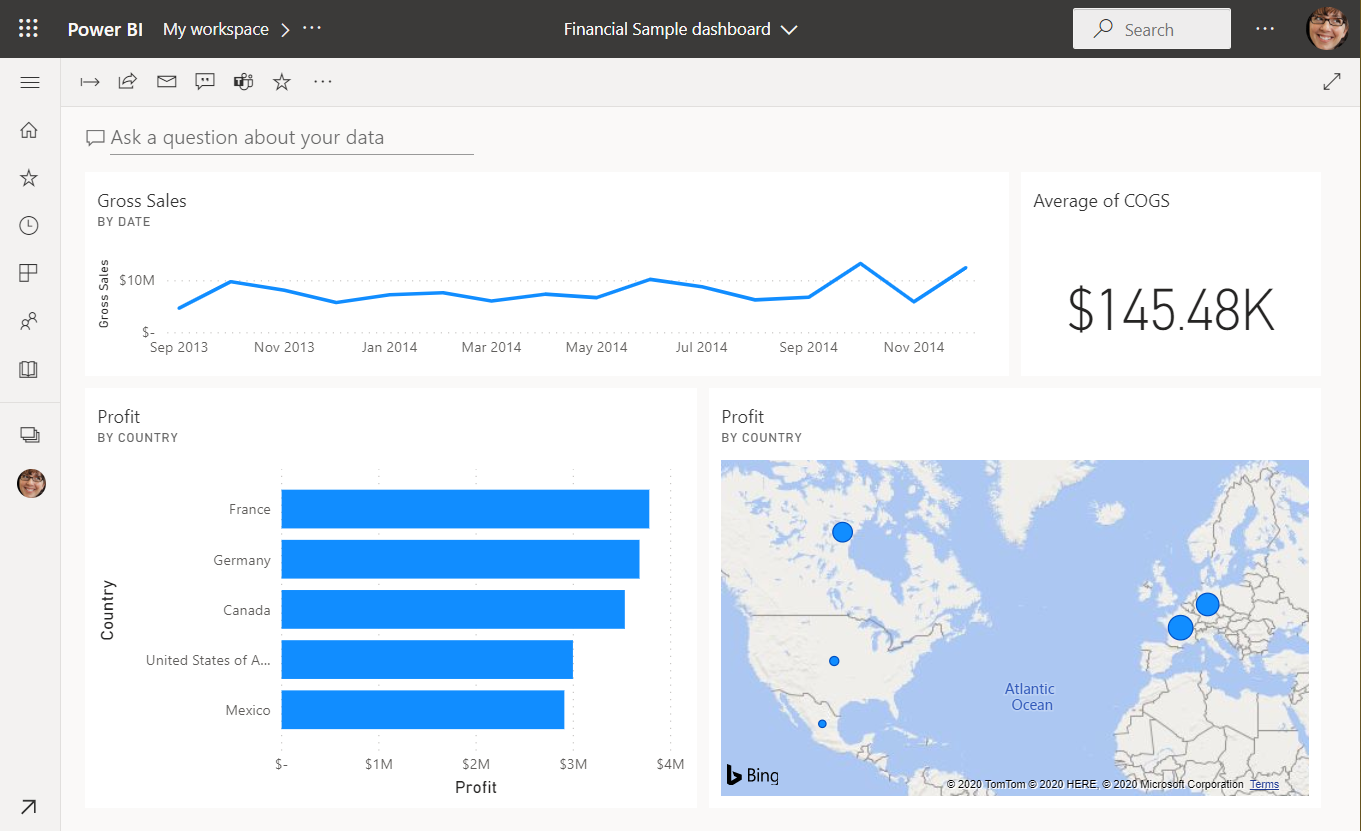 Power BI My workspace
Financial Sample dashboard
Search
Ask a question about your data
Gross Sales
BY DATE
Gross Sales
$10M
$-
Sep 2013 Nov 2013 Jan 2014 Mar 2014 May 2014 Jul 2014 Sep 2014 Nov 2014
Average of COGS
$145.48K
Profit
BY COUNTRY
Country
France
Germany
Canada
United States of A...
Mexico
$- $1M $2M $3M $4M
Profit
Profit
BY COUNTRY
Atlantic
Ocean
Bing
© 2020 TomTom © 2020 HERE, © 2020 Microsoft Corporation Terms